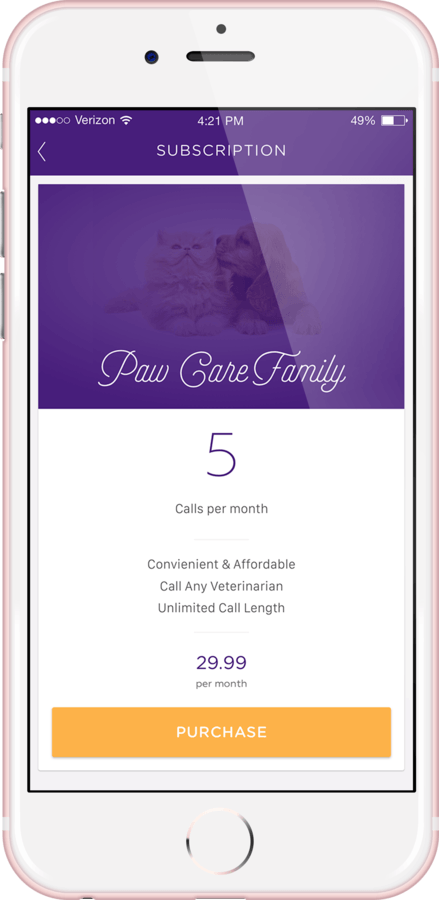 Verizon 4:21 PM 49%
SUBSCRIPTION
Paw Care Family
5
Calls per month
Convienient & Affordable
Call Any Veterinarian
Unlimited Call Length
29.99
per month
PURCHASE